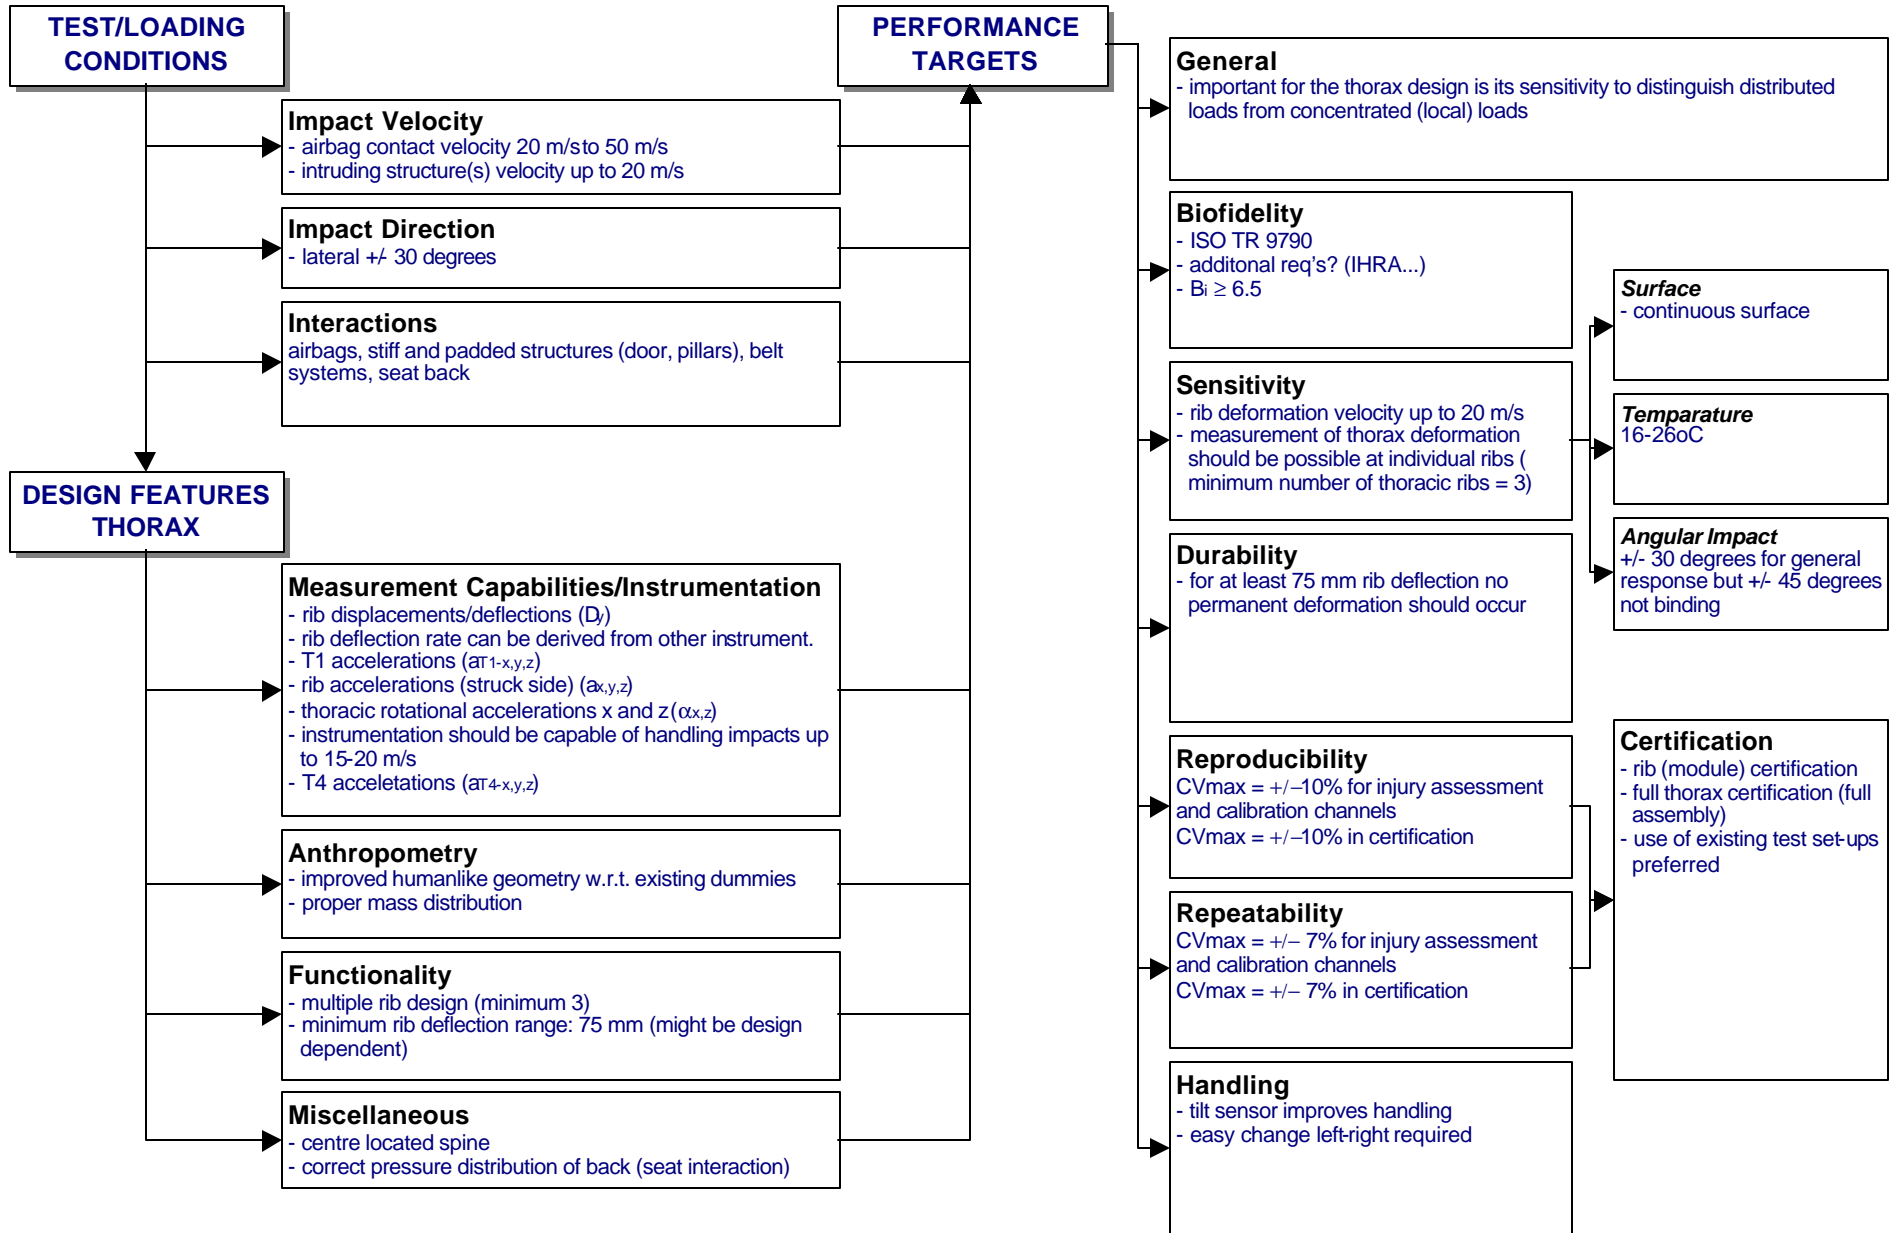 TEST/LOADING
CONDITIONS
Impact Velocity
- airbag contact velocity 20 m/s to 50 m/s
- intruding structure(s) velocity up to 20 m/s
Impact Direction
- lateral +/- 30 degrees
Interactions
airbags, stiff and padded structures (door, pillars), belt
systems, seat back
DESIGN FEATURES
THORAX
Measurement Capabilities/Instrumentation
- rib displacements/deflections (Dy)
- rib deflection rate can be derived from other instrument.
- T1 accelerations (aT1-x,y,z)
- rib accelerations (struck side) (ax,y,z)
- thoracic rotational accelerations x and z (αx,z)
- instrumentation should be capable of handling impacts up
to 15-20 m/s
- T4 acceletations (aT4-x,y,z)
Anthropometry
- improved humanlike geometry w.r.t. existing dummies
- proper mass distribution
Functionality
- multiple rib design (minimum 3)
- minimum rib deflection range: 75 mm (might be design
dependent)
Miscellaneous
- centre located spine
- correct pressure distribution of back (seat interaction)
PERFORMANCE
TARGETS
General
- important for the thorax design is its sensitivity to distinguish distributed
loads from concentrated (local) loads
Biofidelity
- ISO TR 9790
- additonal req's? (IHRA...)
- Bi ≥ 6.5
Sensitivity
- rib deformation velocity up to 20 m/s
- measurement of thorax deformation
should be possible at individual ribs (
minimum number of thoracic ribs = 3)
Surface
- continuous surface
Temparature
16-26oC
Angular Impact
+/- 30 degrees for general
response but +/- 45 degrees
not binding
Durability
- for at least 75 mm rib deflection no
permanent deformation should occur
Reproducibility
CVmax = +/−10% for injury assessment
and calibration channels
CVmax = +/−10% in certification
Repeatability
CVmax = +/− 7% for injury assessment
and calibration channels
CVmax = +/− 7% in certification
Certification
- rib (module) certification
- full thorax certification (full
assembly)
- use of existing test set-ups
preferred
Handling
- tilt sensor improves handling
- easy change left-right required